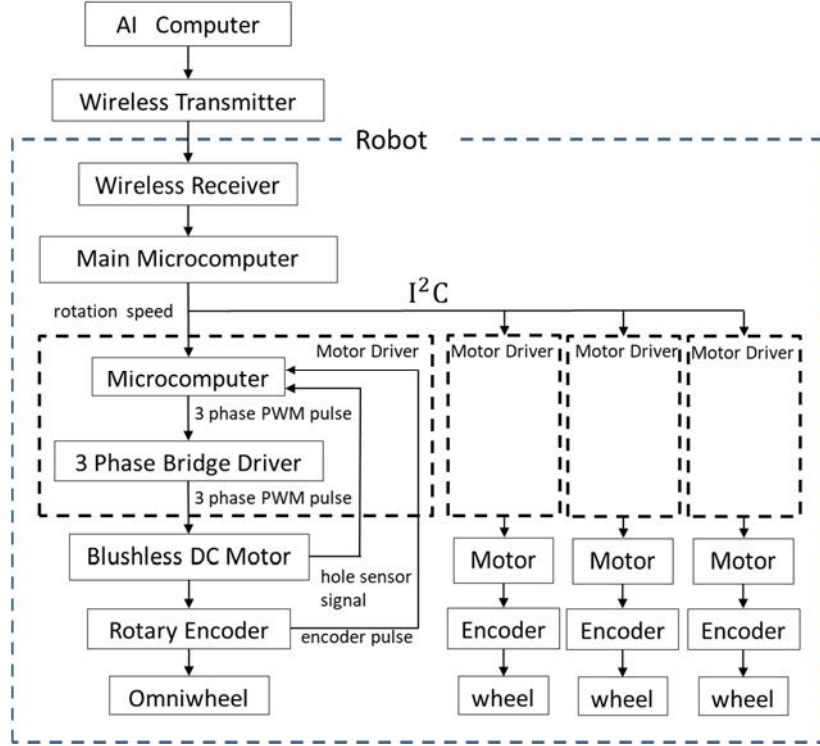 AI Computer
Wireless Transmitter
Robot
Wireless Receiver
Main Microcomputer
rotation speed
I²C
Motor Driver
Microcomputer
3 phase PWM pulse
3 Phase Bridge Driver
3 phase PWM pulse
Blushless DC Motor
hole sensor
signal
Rotary Encoder
encoder pulse
Omniwheel
Motor Driver
Motor
Encoder
wheel
Motor Driver
Motor
Encoder
wheel
Motor Driver
Motor
Encoder
wheel